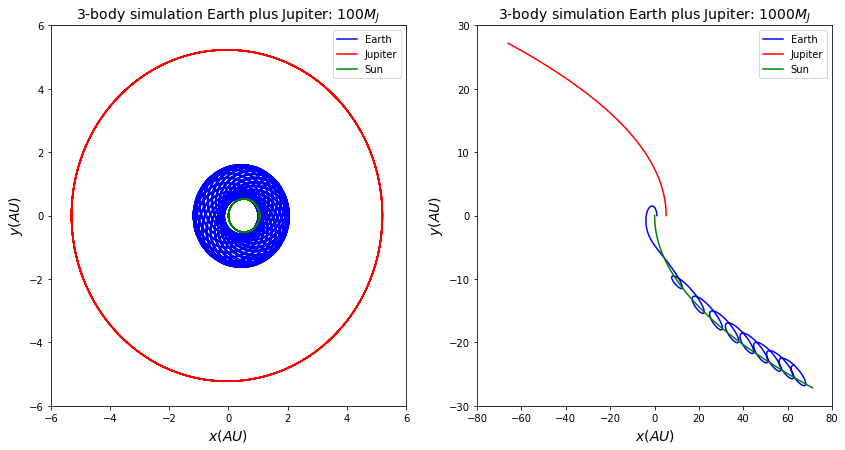 3-body simulation Earth plus Jupiter: 100M_J
6
4
2
0
−2
−4
−6
y(AU)
−6 −4 −2 0 2 4 6
x(AU)
Earth
Jupiter
Sun
3-body simulation Earth plus Jupiter: 1000M_J
30
20
10
0
−10
−20
−30
y(AU)
−80 −60 −40 −20 0 20 40 60 80
x(AU)
Earth
Jupiter
Sun